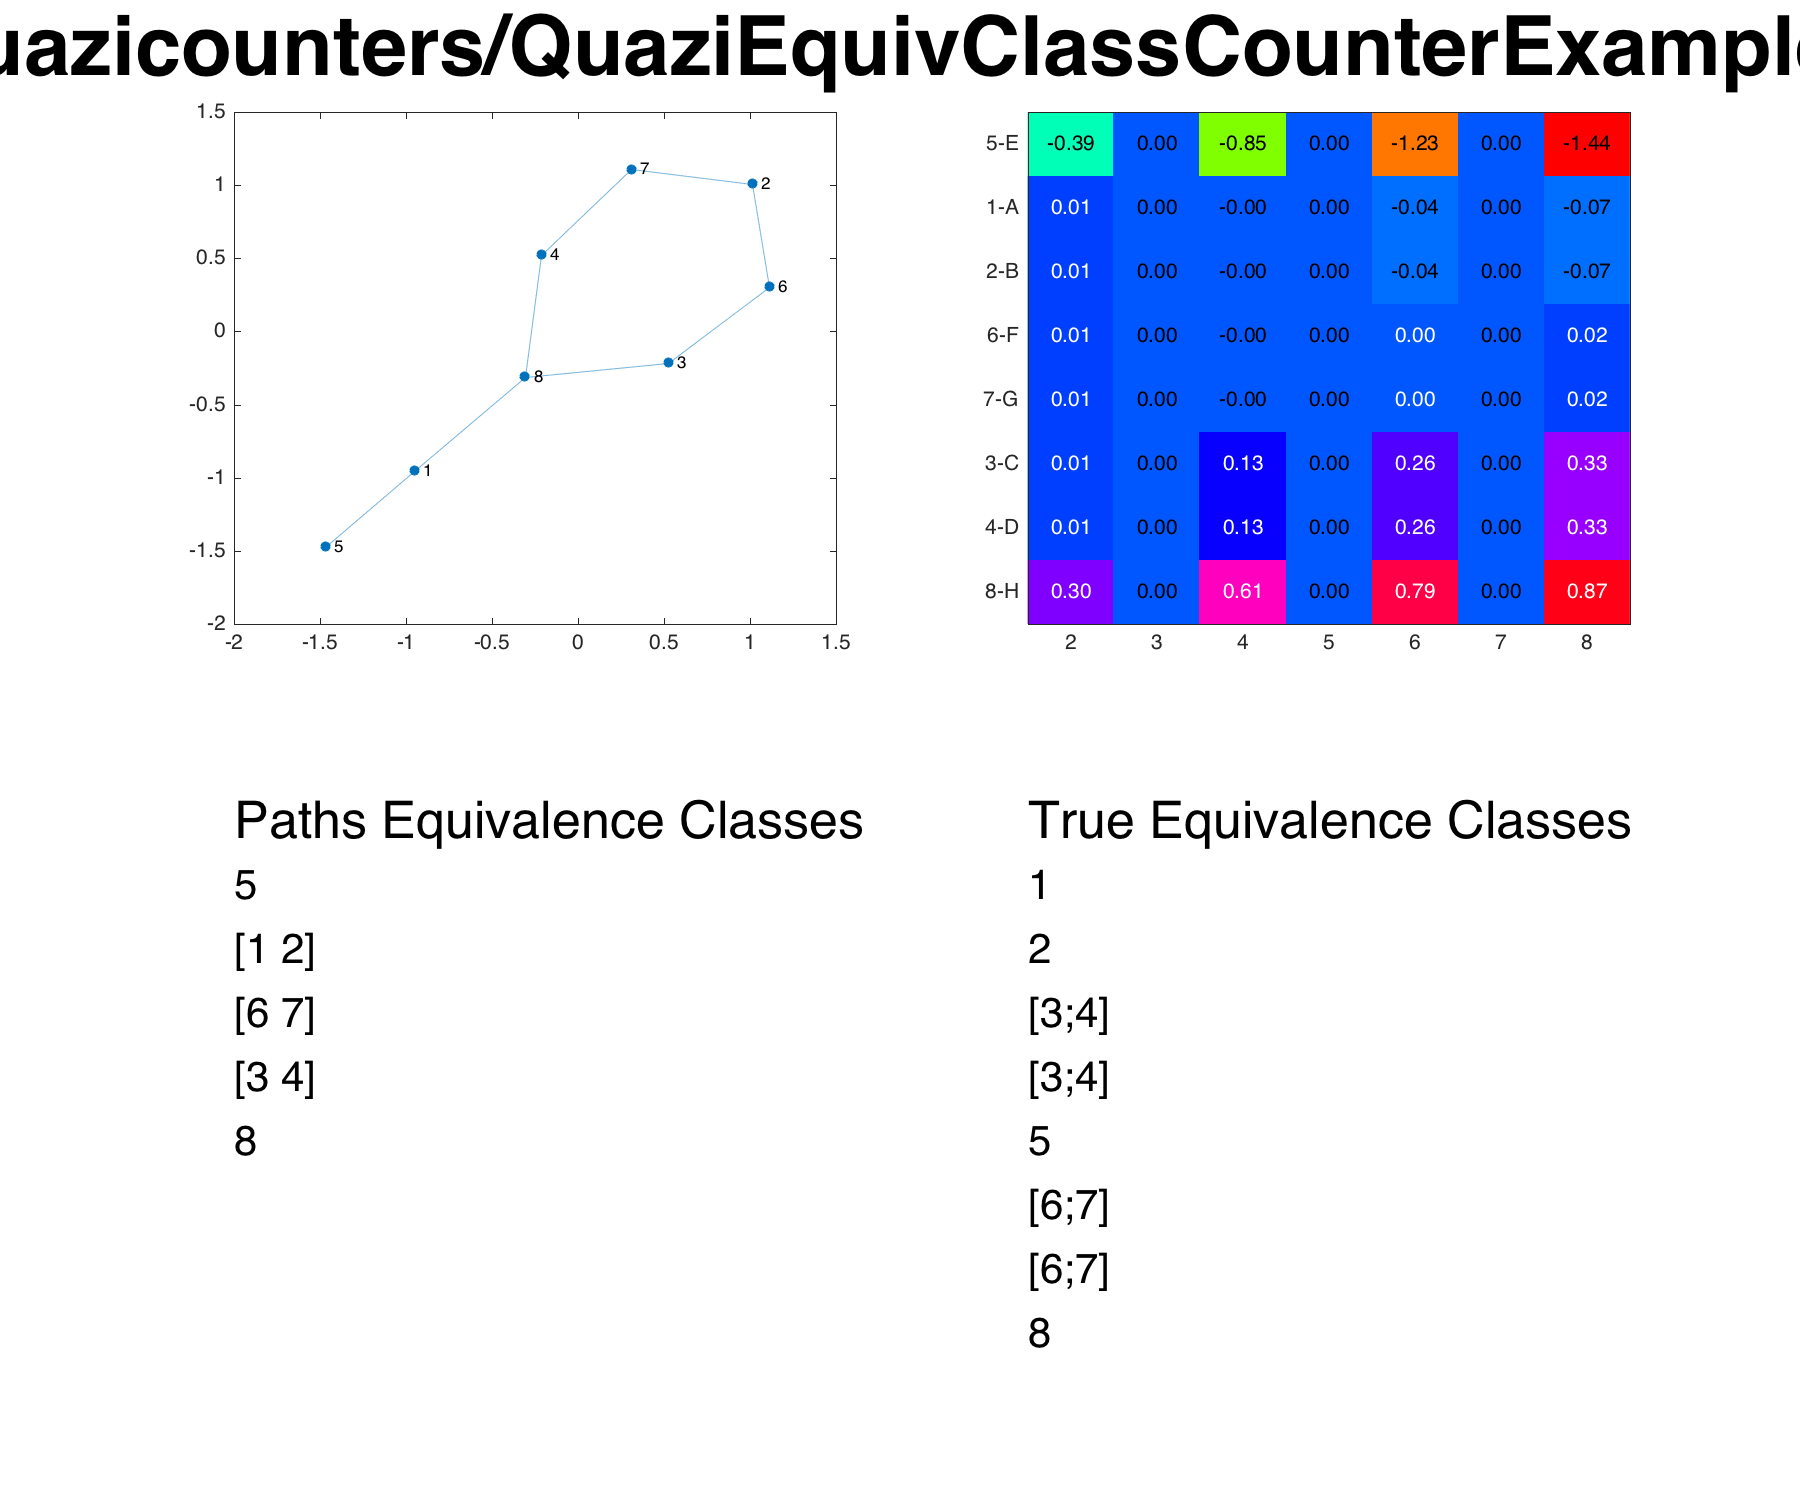 uazicounters/QuaziEquivClassCounterExampl
1.5
1
0.5
0
-0.5
-1
-1.5
-2
-2 -1.5 -1 -0.5 0 0.5 1 1.5
7
2
4
6
3
8
1
5
5-E -0.39 0.00 -0.85 0.00 -1.23 0.00 -1.44
1-A 0.01 0.00 -0.00 0.00 -0.04 0.00 -0.07
2-B 0.01 0.00 -0.00 0.00 -0.04 0.00 -0.07
6-F 0.01 0.00 -0.00 0.00 0.00 0.00 0.02
7-G 0.01 0.00 -0.00 0.00 0.00 0.00 0.02
3-C 0.01 0.00 0.13 0.00 0.26 0.00 0.33
4-D 0.01 0.00 0.13 0.00 0.26 0.00 0.33
8-H 0.30 0.00 0.61 0.00 0.79 0.00 0.87
2 3 4 5 6 7 8
Paths Equivalence Classes
5
[1 2]
[6 7]
[3 4]
8
True Equivalence Classes
1
2
[3;4]
[3;4]
5
[6;7]
[6;7]
8